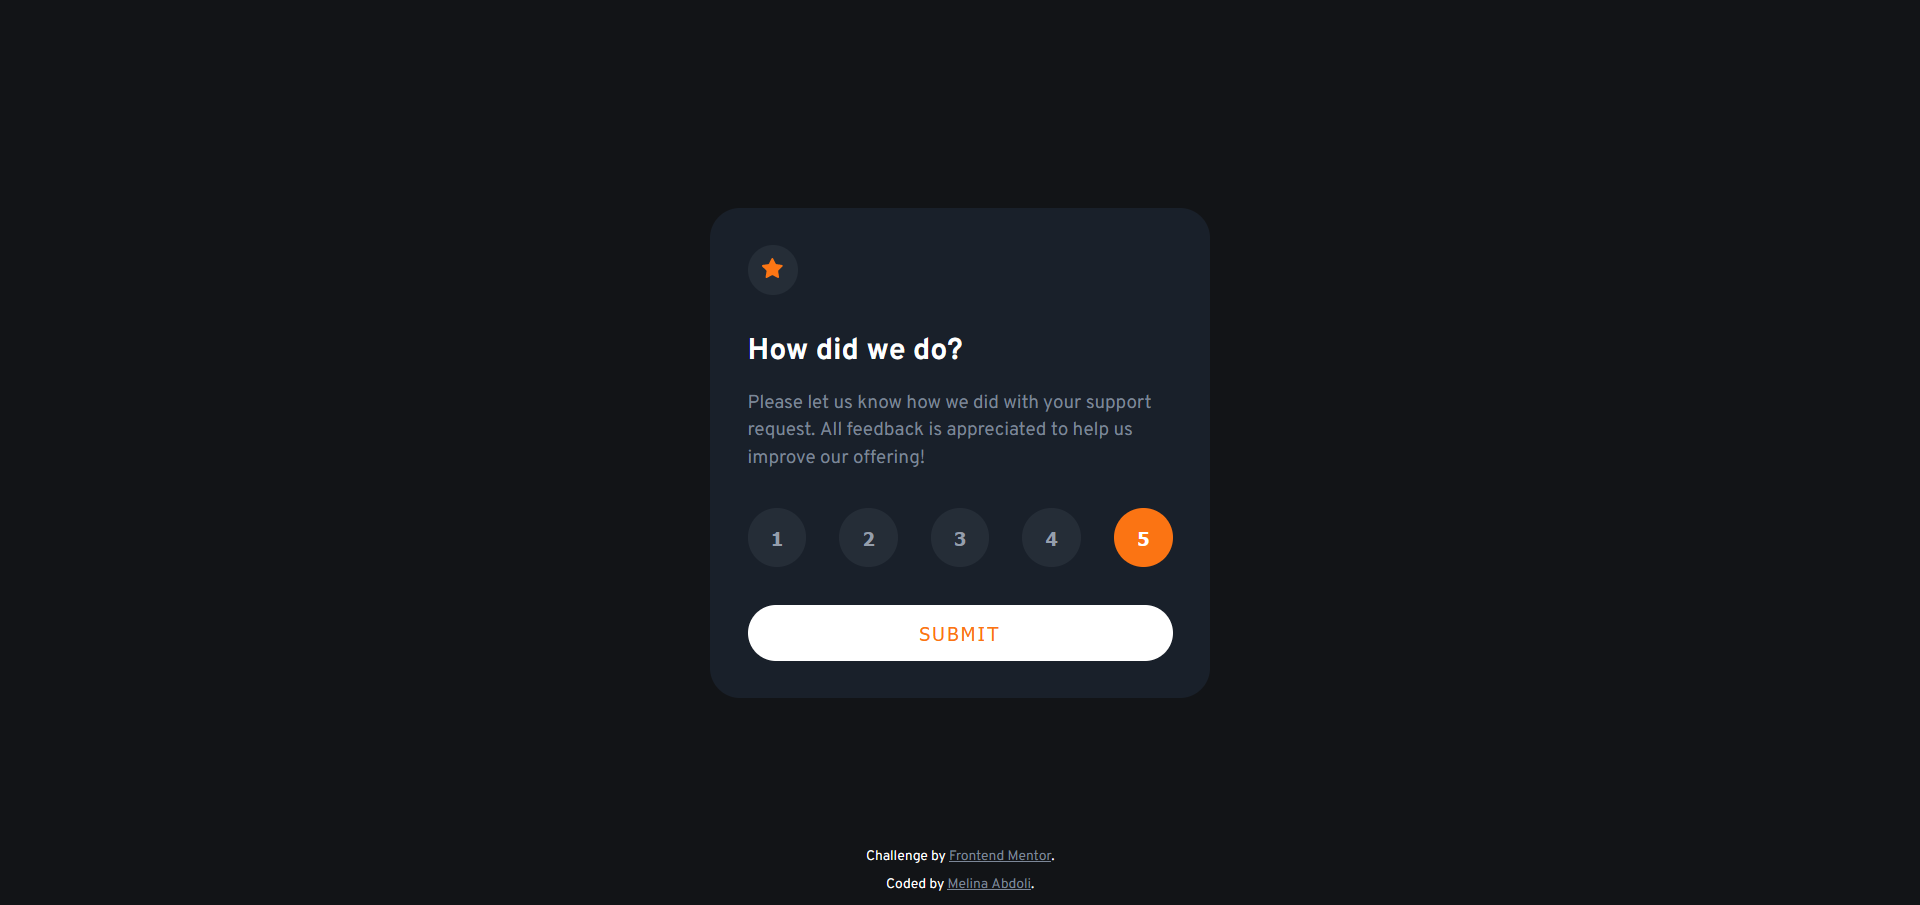 How did we do?
Please let us know how we did with your support
request. All feedback is appreciated to help us
improve our offering!
1 2 3 4 5
SUBMIT
Challenge by Frontend Mentor.
Coded by Melina Abdoli.